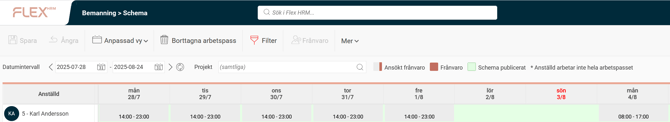 FLEX HRM
Bemanning > Schema
Sök i Flex HRM...
Spara Ångra Anpassad vy Borttagna arbetspass Filter Frånvaro Mer
Datumintervall 2025-07-28 - 2025-08-24 Projekt (samtliga) Ansökt frånvaro Frånvaro Schema publicerat * Anställd arbetar inte hela arbetspasset
Anställd mån tis ons tor fre lör sön mån
28/7 29/7 30/7 31/7 1/8 2/8 3/8 4/8
KA 5 - Karl Andersson 14:00 - 23:00 14:00 - 23:00 14:00 - 23:00 14:00 - 23:00 14:00 - 23:00 08:00 - 17:00